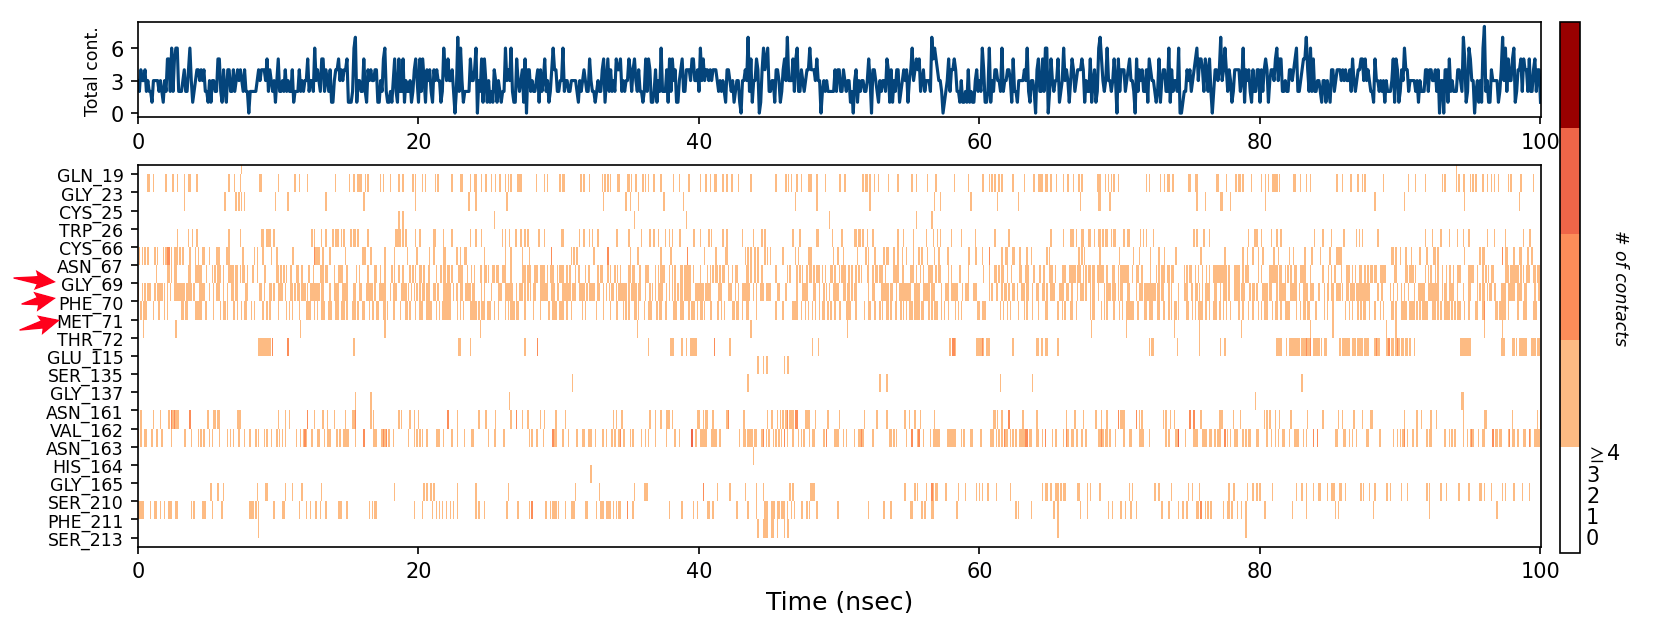 Total cont.
6
3
0
0 20 40 60 80 100
GLN_19
GLY_23
CYS_25
TRP_26
CYS_66
ASN_67
GLY_69
PHE_70
MET_71
THR_72
GLU_115
SER_135
GLY_137
ASN_161
VAL_162
ASN_163
HIS_164
GLY_165
SER_210
PHE_211
SER_213
0 20 40 60 80 100
Time (nsec)
≥4
3
2
1
0
# of contacts